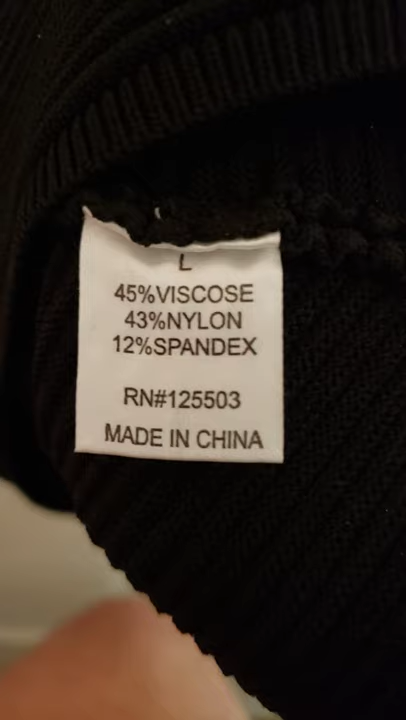 L
45%VISCOSE
43%NYLON
12%SPANDEX
RN#125503
MADE IN CHINA